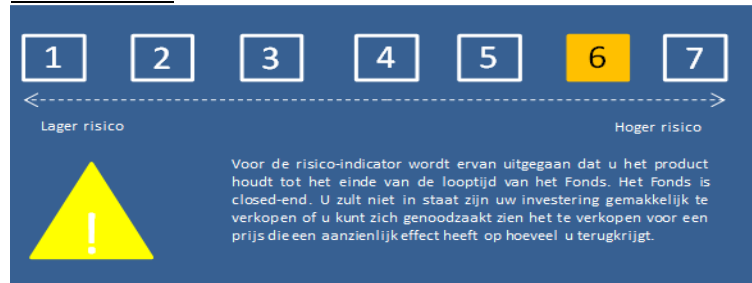 1 2 3 4 5 6 7
Lager risico Hoger risico
Voor de risico-indicator wordt ervan uitgegaan dat u het product
houdt tot het einde van de looptijd van het Fonds. Het Fonds is
closed-end. U zult niet in staat zijn uw investering gemakkelijk te
verkopen of u kunt zich genoodzaakt zien het te verkopen voor een
prijs die een aanzienlijk effect heeft op hoeveel u terugkrijgt.
!